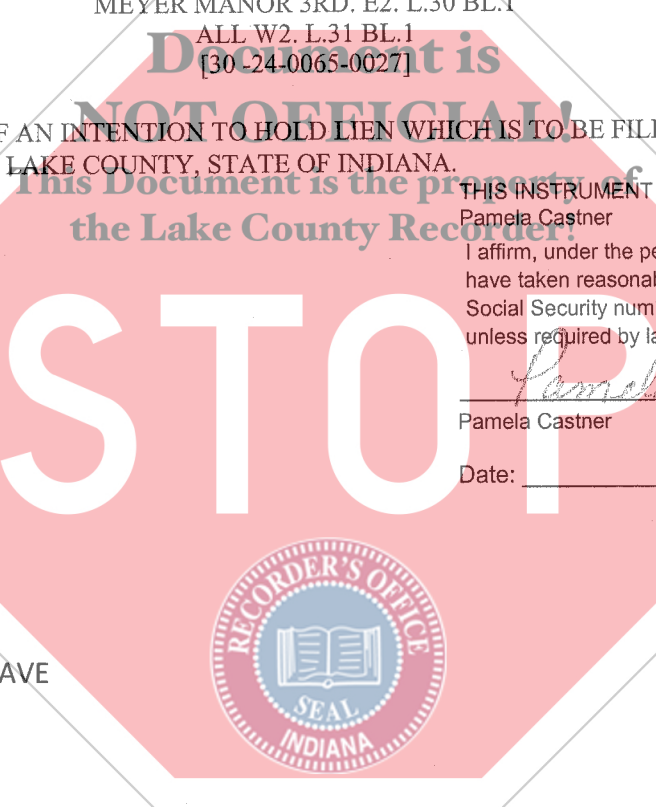 MEYER MANOR 3RD. E2. L.30 BL.1
ALL W2. L.31 BL.1
Document is
[30 -24-0065-0027]
NOT OFFICIAL!
F AN INTENTION TO HOLD LIEN WHICH IS TO BE FILE
LAKE COUNTY, STATE OF INDIANA.
This Document is the property of
the Lake County Recorder!
THIS INSTRUMENT
Pamela Castner
I affirm, under the pe
have taken reasonab
Social Security num
unless required by la
Pamel
Pamela Castner
Date:
STOP
AVE
RECORDER'S OFFICE
SEAL
INDIANA